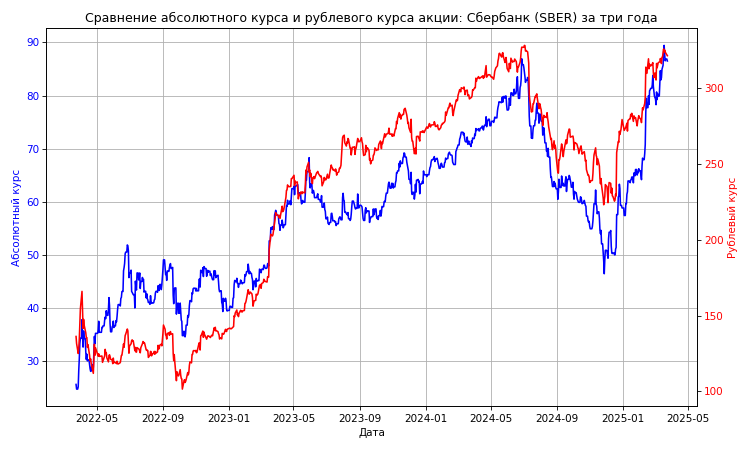 Сравнение абсолютного курса и рублевого курса акции: Сбербанк (SBER) за три года
90
80
70
60
50
40
30
Абсолютный курс
300
250
200
150
100
Рублевый курс
2022-05 2022-09 2023-01 2023-05 2023-09 2024-01 2024-05 2024-09 2025-01 2025-05
Дата